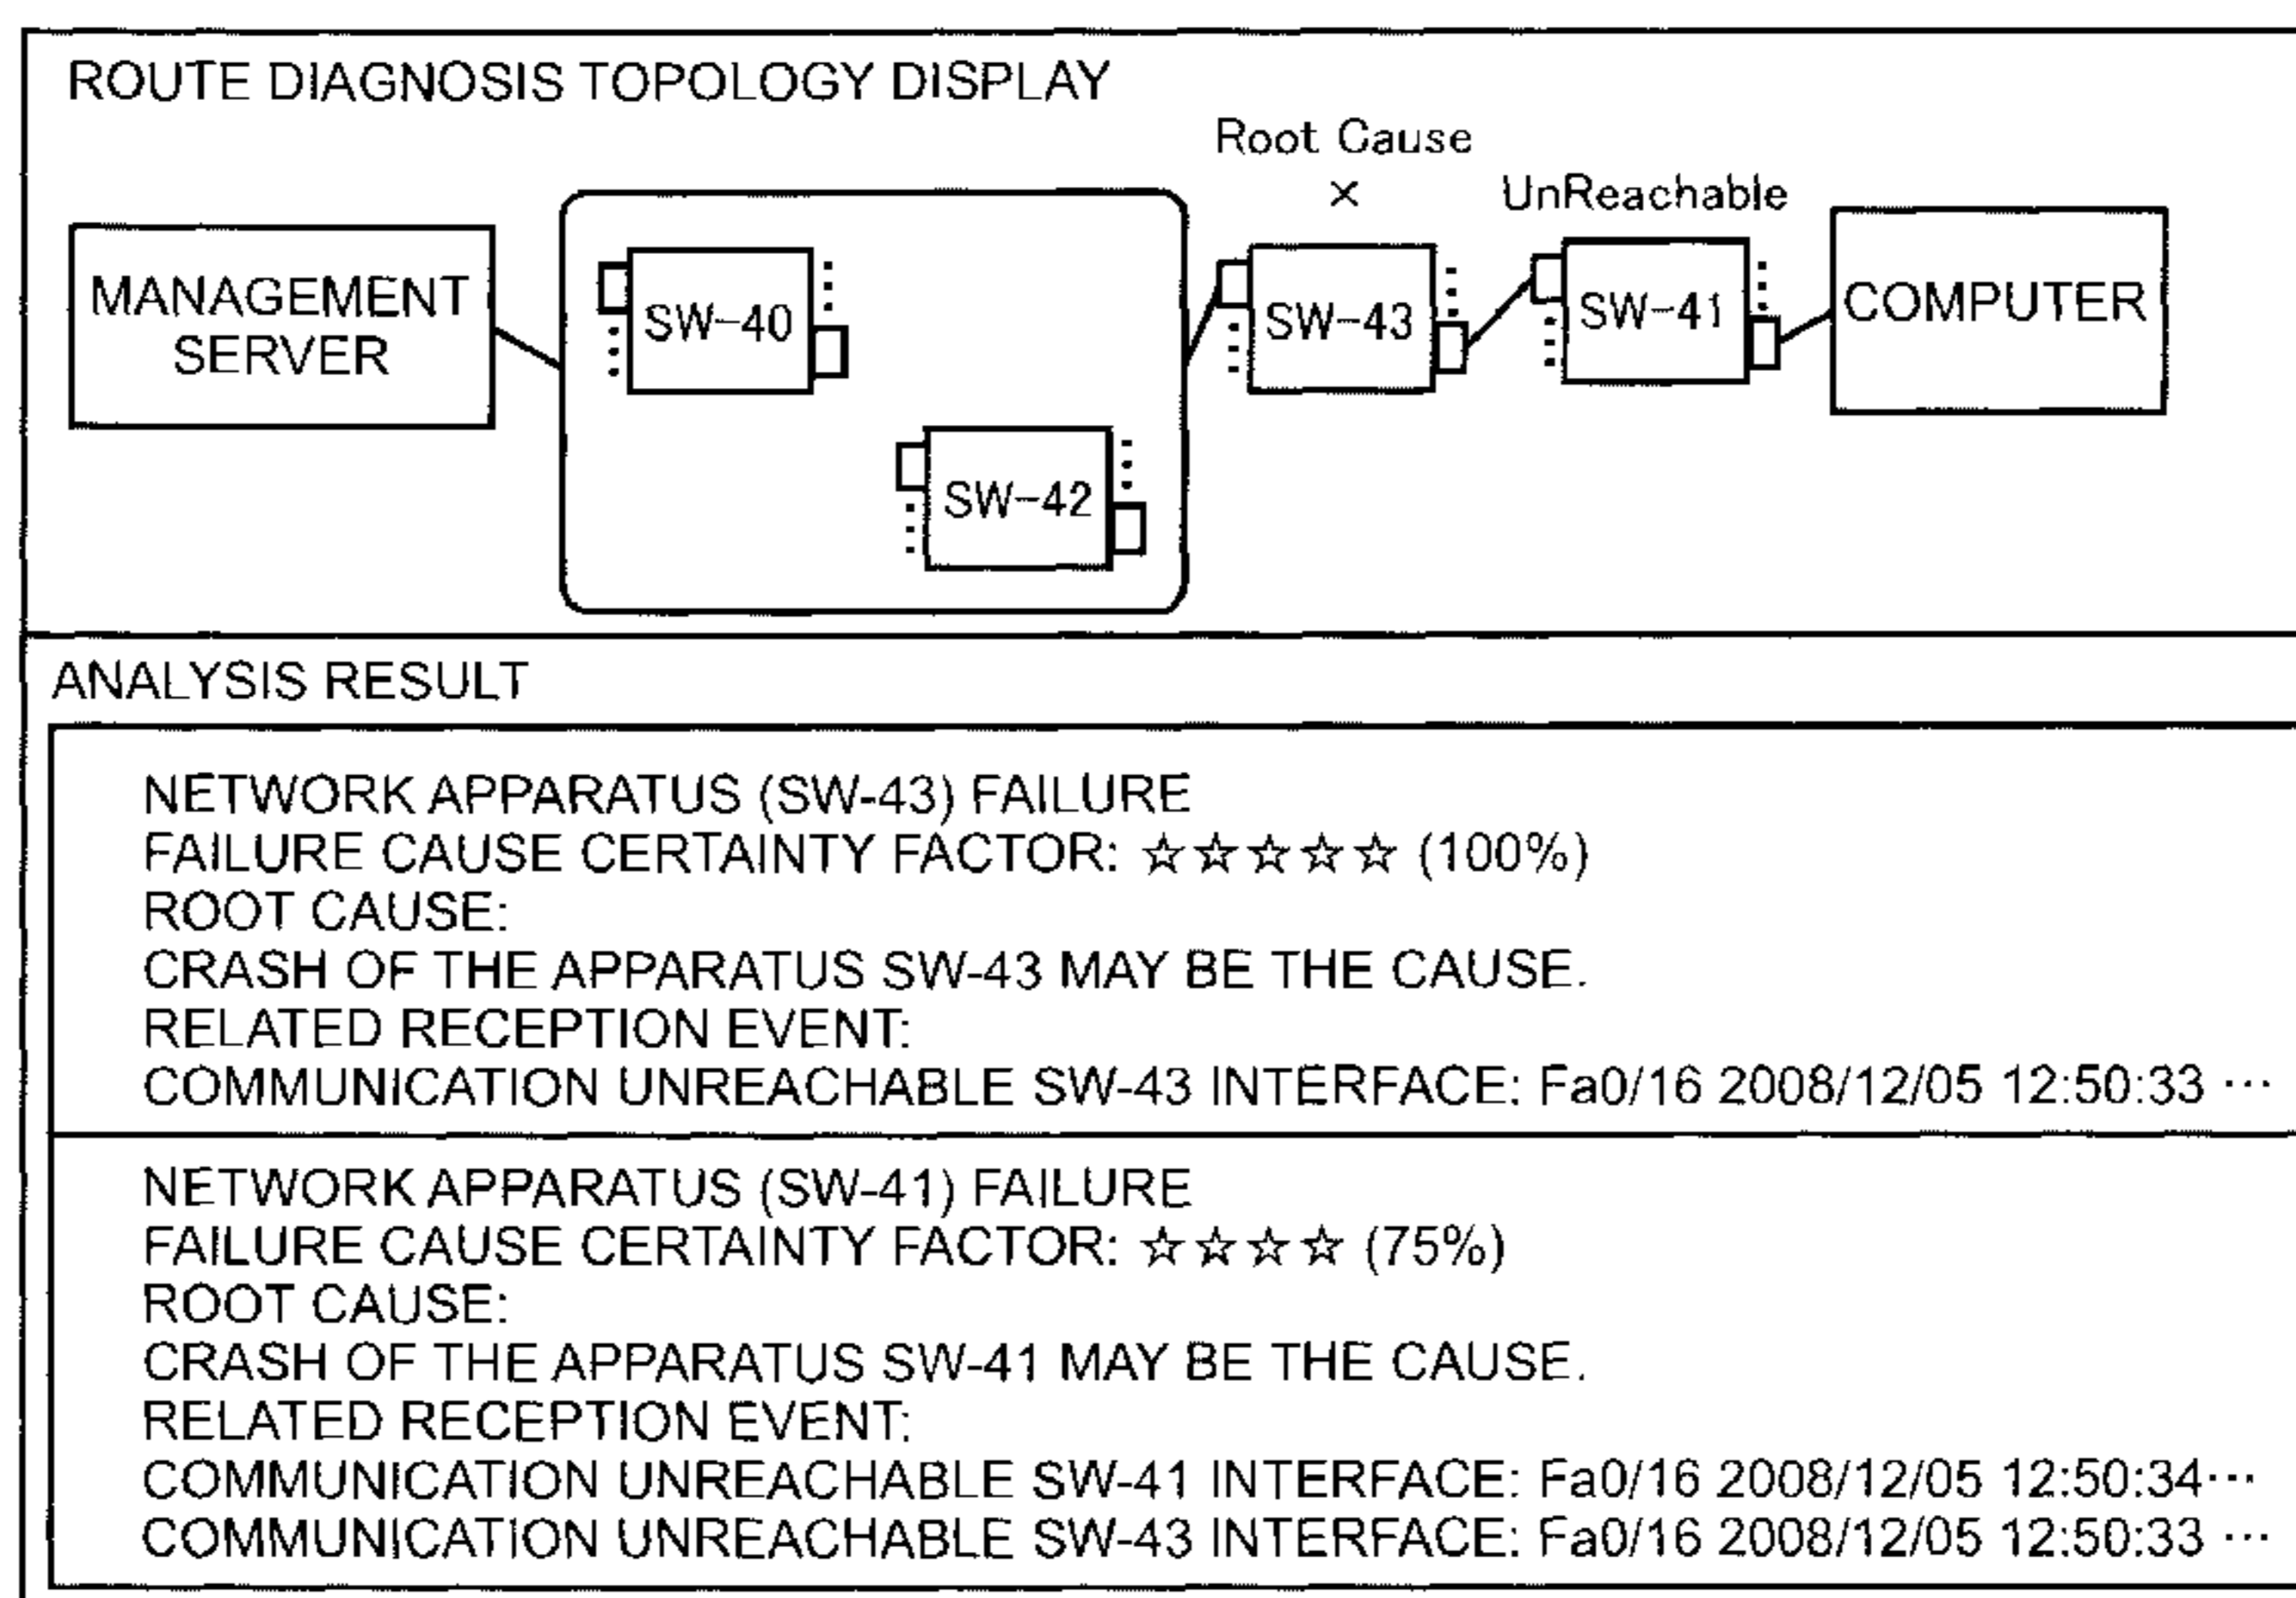 ROUTE DIAGNOSIS TOPOLOGY DISPLAY
Root Cause
×
UnReachable
MANAGEMENT
SERVER
SW-40
SW-42
SW-43
SW-41
COMPUTER
ANALYSIS RESULT
NETWORK APPARATUS (SW-43) FAILURE
FAILURE CAUSE CERTAINTY FACTOR: ☆☆☆☆☆ (100%)
ROOT CAUSE:
CRASH OF THE APPARATUS SW-43 MAY BE THE CAUSE.
RELATED RECEPTION EVENT:
COMMUNICATION UNREACHABLE SW-43 INTERFACE: Fa0/16 2008/12/05 12:50:33 ...
NETWORK APPARATUS (SW-41) FAILURE
FAILURE CAUSE CERTAINTY FACTOR: ☆☆☆☆ (75%)
ROOT CAUSE:
CRASH OF THE APPARATUS SW-41 MAY BE THE CAUSE.
RELATED RECEPTION EVENT:
COMMUNICATION UNREACHABLE SW-41 INTERFACE: Fa0/16 2008/12/05 12:50:34...
COMMUNICATION UNREACHABLE SW-43 INTERFACE: Fa0/16 2008/12/05 12:50:33 ...